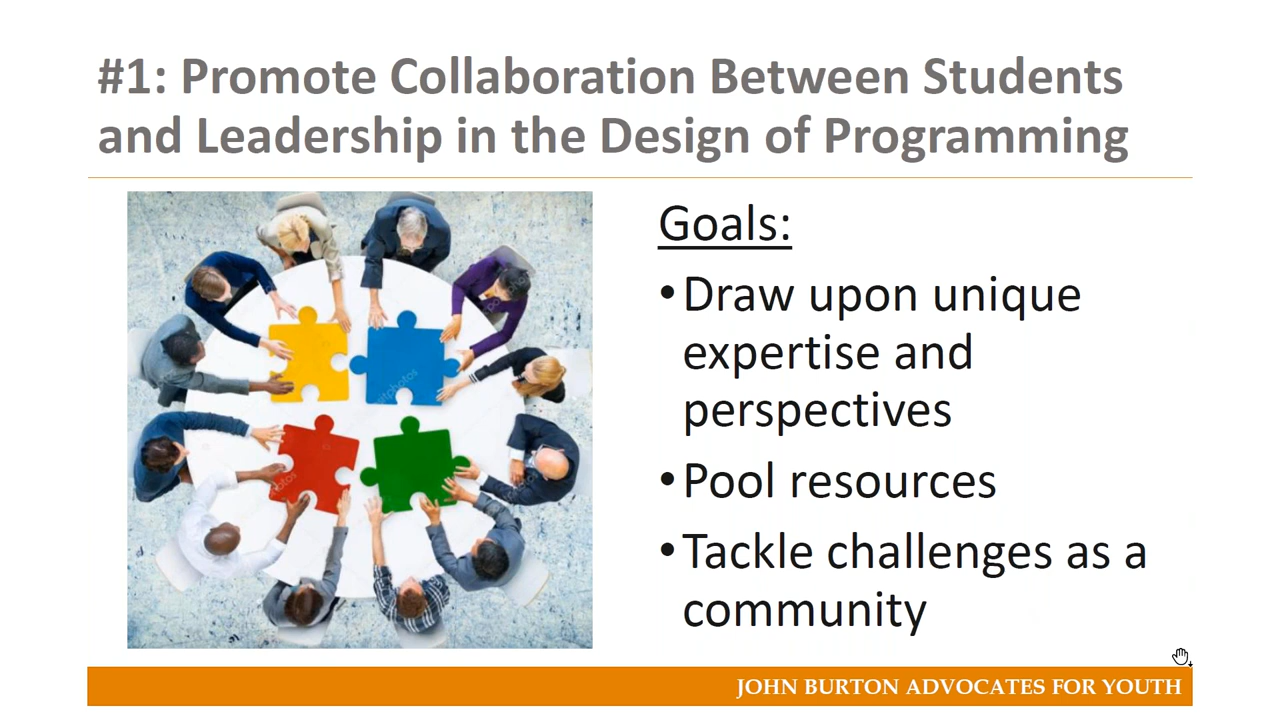 #1: Promote Collaboration Between Students
and Leadership in the Design of Programming
Goals:
•Draw upon unique
expertise and
perspectives
•Pool resources
•Tackle challenges as a
community
JOHN BURTON ADVOCATES FOR YOUTH